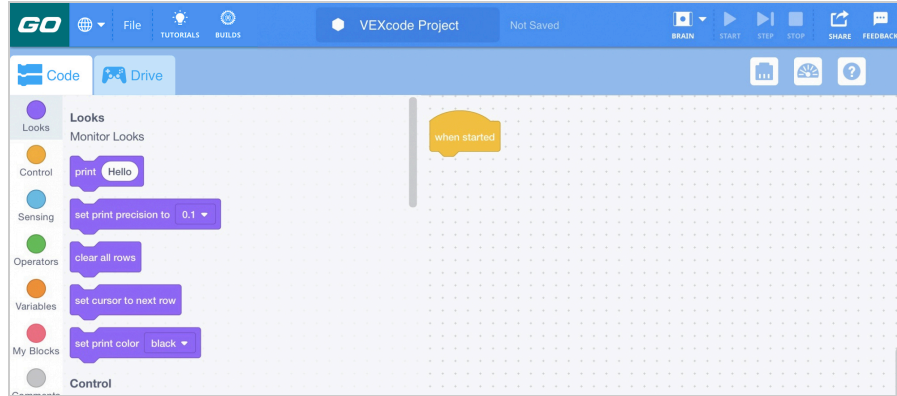 GO
File
TUTORIALS
BUILDS
VEXcode Project
Not Saved
BRAIN
START
STEP
STOP
SHARE
FEEDBACK
Code
Drive
Looks
Control
Sensing
Operators
Variables
My Blocks
Comments
Looks
Monitor Looks
print Hello
set print precision to 0.1
clear all rows
set cursor to next row
set print color black
Control
when started